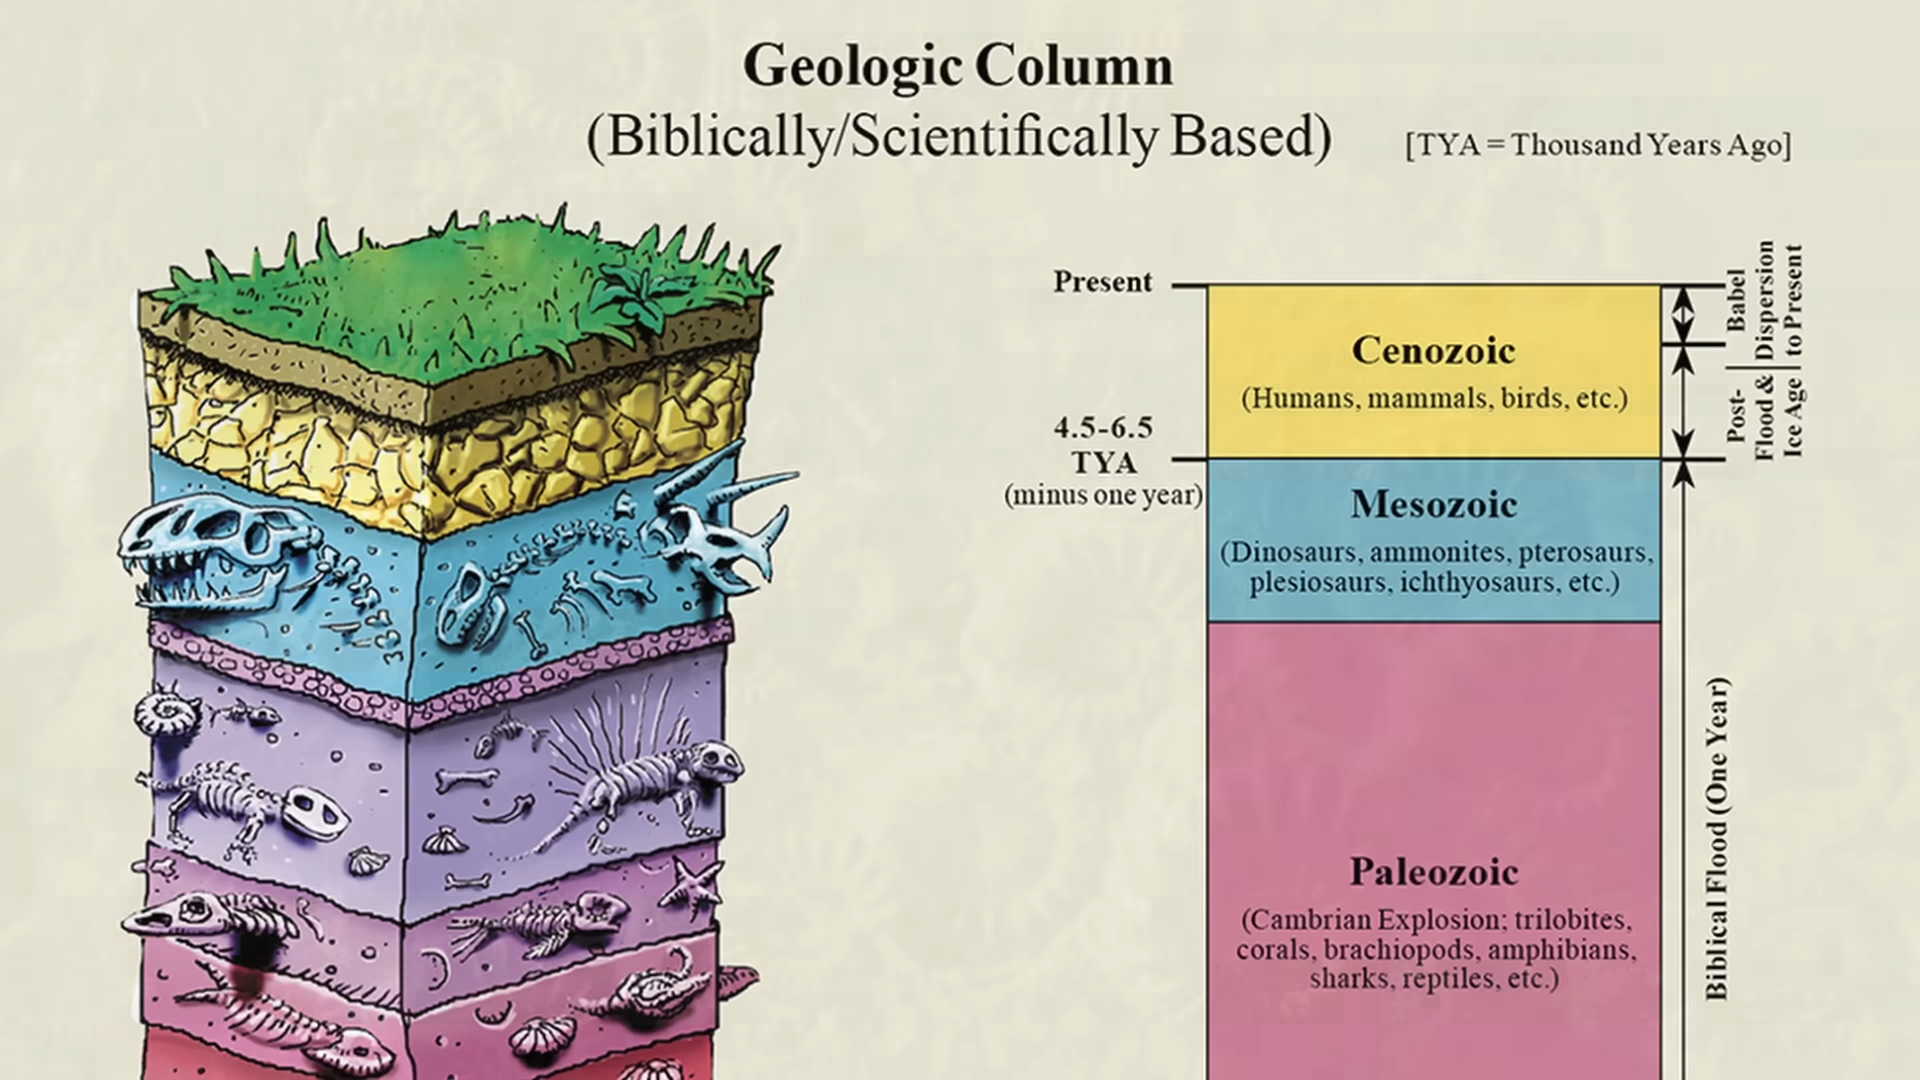 Geologic Column
(Biblically/Scientifically Based)
[TYA = Thousand Years Ago]
Present
4.5-6.5
TYA
(minus one year)
Cenozoic
(Humans, mammals, birds, etc.)
Mesozoic
(Dinosaurs, ammonites, pterosaurs,
plesiosaurs, ichthyosaurs, etc.)
Paleozoic
(Cambrian Explosion; trilobites,
corals, brachiopods, amphibians,
sharks, reptiles, etc.)
Babel
Dispersion
to Present
Post-
Flood &
Ice Age
Biblical Flood (One Year)